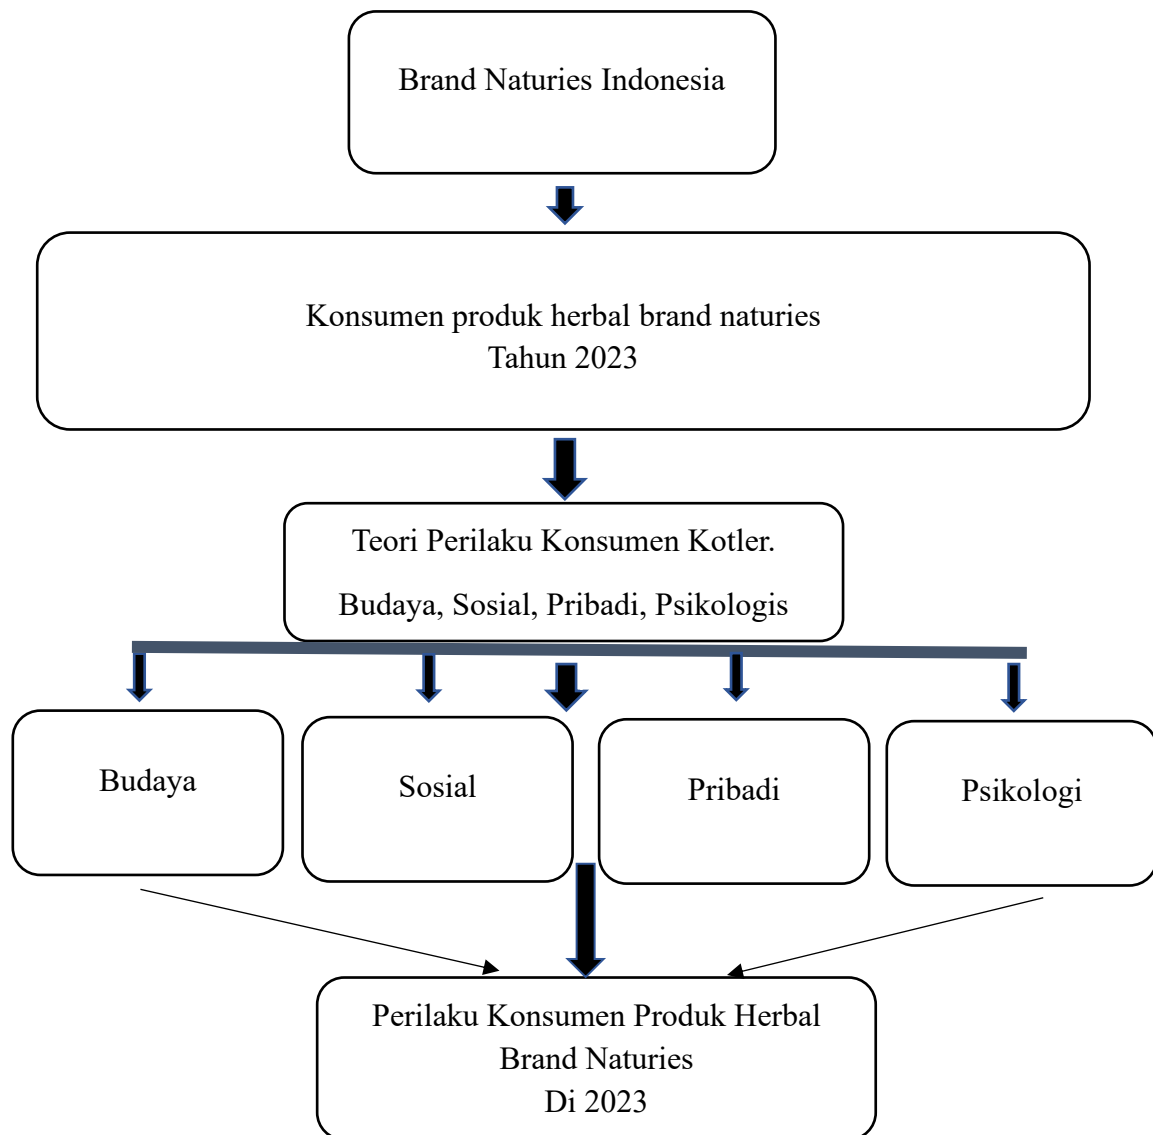 Brand Naturies Indonesia
Konsumen produk herbal brand naturies
Tahun 2023
Teori Perilaku Konsumen Kotler.
Budaya, Sosial, Pribadi, Psikologis
Budaya
Sosial
Pribadi
Psikologi
Perilaku Konsumen Produk Herbal
Brand Naturies
Di 2023